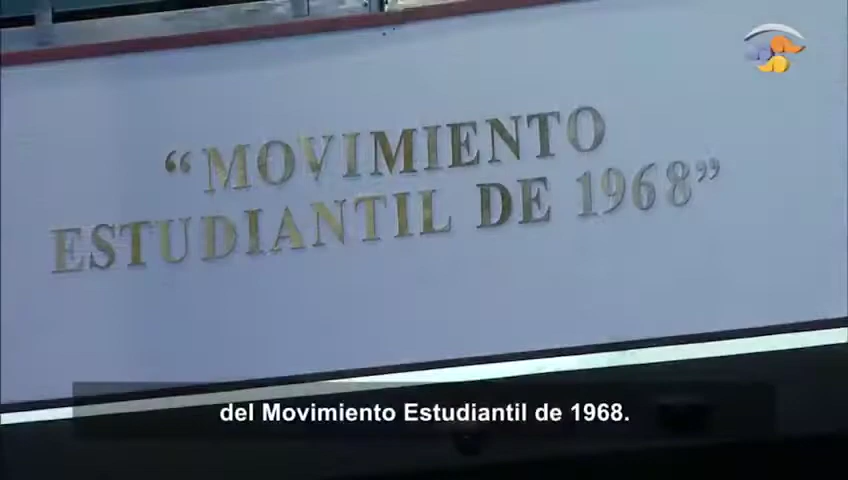 “MOVIMIENTO
ESTUDIANTIL DE 1968”
del Movimiento Estudiantil de 1968.